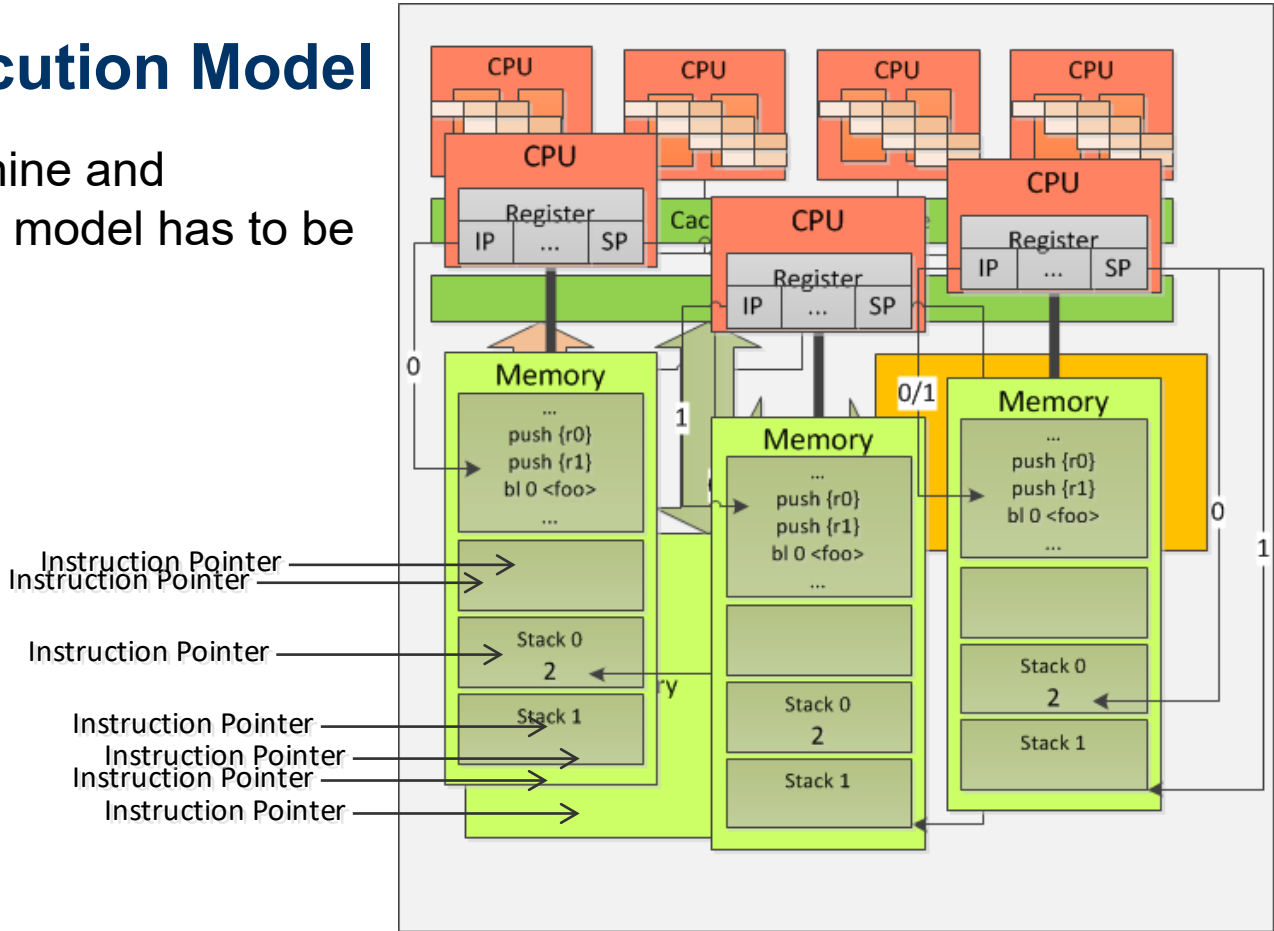 cution Model
nine and
model has to be
CPU
CPU
CPU
CPU
CPU
Register
IP ... SP
Cac
CPU
Register
IP ... SP
CPU
Register
IP ... SP
0
1
0/1
0
1
Memory
...
push {r0}
push {r1}
bl 0 <foo>
...
Stack 0
2
Stack 1
ry
Memory
...
push {r0}
push {r1}
bl 0 <foo>
...
Stack 0
2
Stack 1
Memory
...
push {r0}
push {r1}
bl 0 <foo>
...
Stack 0
2
Stack 1
Instruction Pointer
Instruction Pointer
Instruction Pointer
Instruction Pointer
Instruction Pointer
Instruction Pointer
Instruction Pointer